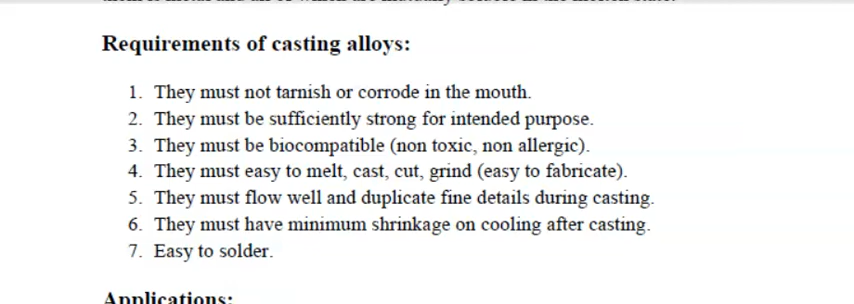 Requirements of casting alloys:
1. They must not tarnish or corrode in the mouth.
2. They must be sufficiently strong for intended purpose.
3. They must be biocompatible (non toxic, non allergic).
4. They must easy to melt, cast, cut, grind (easy to fabricate).
5. They must flow well and duplicate fine details during casting.
6. They must have minimum shrinkage on cooling after casting.
7. Easy to solder.
Applications: